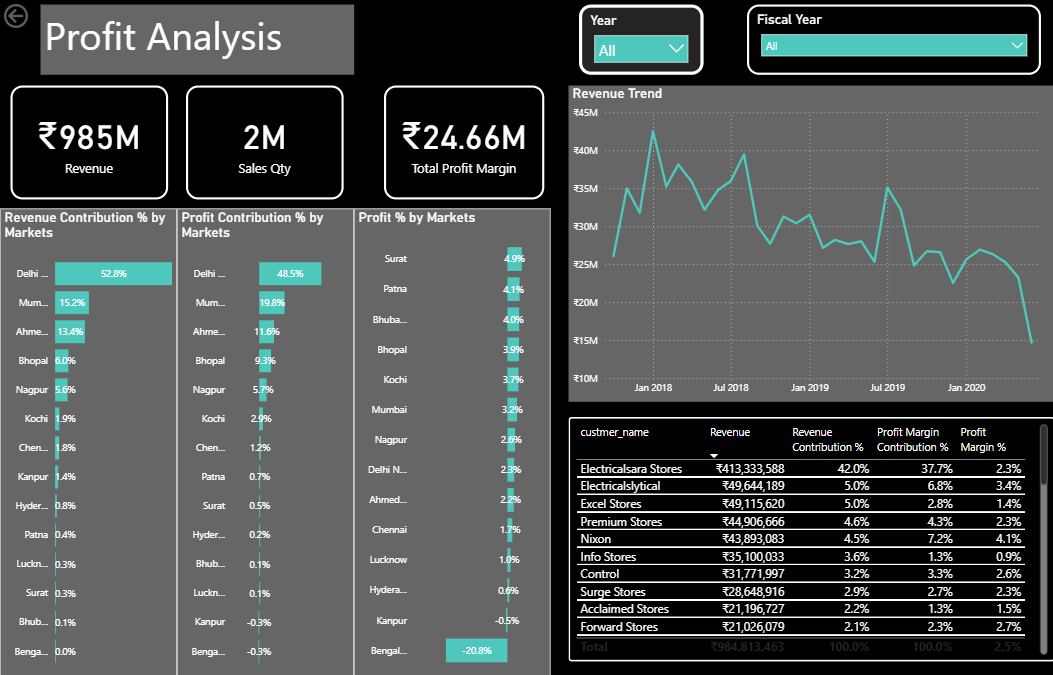 Profit Analysis
Year
All
Fiscal Year
All
₹985M
Revenue
2M
Sales Qty
₹24.66M
Total Profit Margin
Revenue Trend
₹45M
₹40M
₹35M
₹30M
₹25M
₹20M
₹15M
₹10M
Jan 2018 Jul 2018 Jan 2019 Jul 2019 Jan 2020
Revenue Contribution % by
Markets
Delhi ... 52.8%
Mum... 15.2%
Ahme... 13.4%
Bhopal 6.0%
Nagpur 5.6%
Kochi 1.9%
Chen... 1.8%
Kanpur 1.4%
Hyder... 0.8%
Patna 0.4%
Luckn... 0.3%
Surat 0.3%
Bhub... 0.1%
Benga... 0.0%
Profit Contribution % by
Markets
Delhi ... 48.5%
Mum... 19.8%
Ahme... 11.6%
Bhopal 9.3%
Nagpur 5.7%
Kochi 2.9%
Chen... 1.2%
Patna 0.7%
Surat 0.5%
Hyder... 0.2%
Bhub... 0.1%
Luckn... 0.1%
Kanpur -0.3%
Benga... -0.3%
Profit % by Markets
Surat 4.9%
Patna 4.1%
Bhuba... 4.0%
Bhopal 3.9%
Kochi 3.7%
Mumbai 3.2%
Nagpur 2.6%
Delhi N... 2.3%
Ahmed... 2.2%
Chennai 1.7%
Lucknow 1.0%
Hydera... 0.6%
Kanpur -0.5%
Bengal... -20.8%
custmer_name Revenue Revenue Contribution % Profit Margin Contribution % Profit Margin %
Electricalsara Stores ₹413,333,588 42.0% 37.7% 2.3%
Electricalslytical ₹49,644,189 5.0% 6.8% 3.4%
Excel Stores ₹49,115,620 5.0% 2.8% 1.4%
Premium Stores ₹44,906,666 4.6% 4.3% 2.3%
Nixon ₹43,893,083 4.5% 7.2% 4.1%
Info Stores ₹35,100,033 3.6% 1.3% 0.9%
Control ₹31,771,997 3.2% 3.3% 2.6%
Surge Stores ₹28,648,916 2.9% 2.7% 2.3%
Acclaimed Stores ₹21,196,727 2.2% 1.3% 1.5%
Forward Stores ₹21,026,079 2.1% 2.3% 2.7%
Total ₹984,813,463 100.0% 100.0% 2.5%